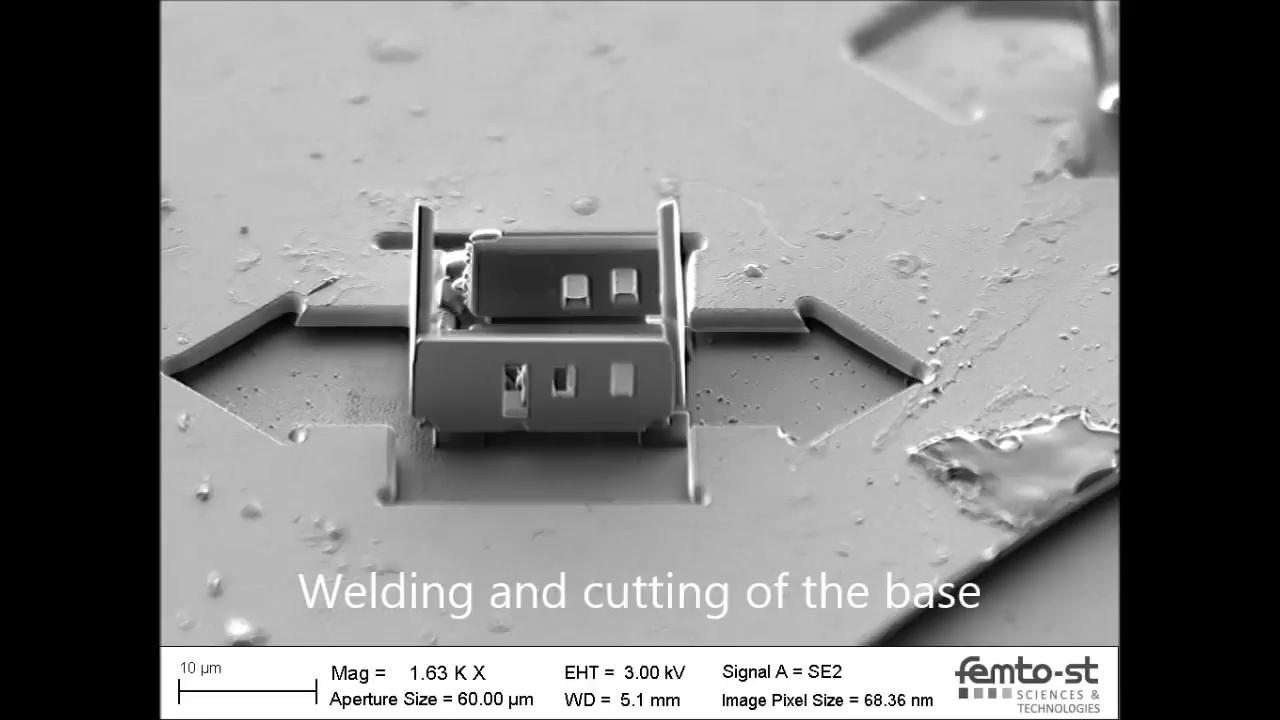 Welding and cutting of the base
10 µm
Mag = 1.63 K X
EHT = 3.00 kV
Signal A = SE2
Aperture Size = 60.00 µm
WD = 5.1 mm
Image Pixel Size = 68.36 nm
femto-st
SCIENCES &
TECHNOLOGIES